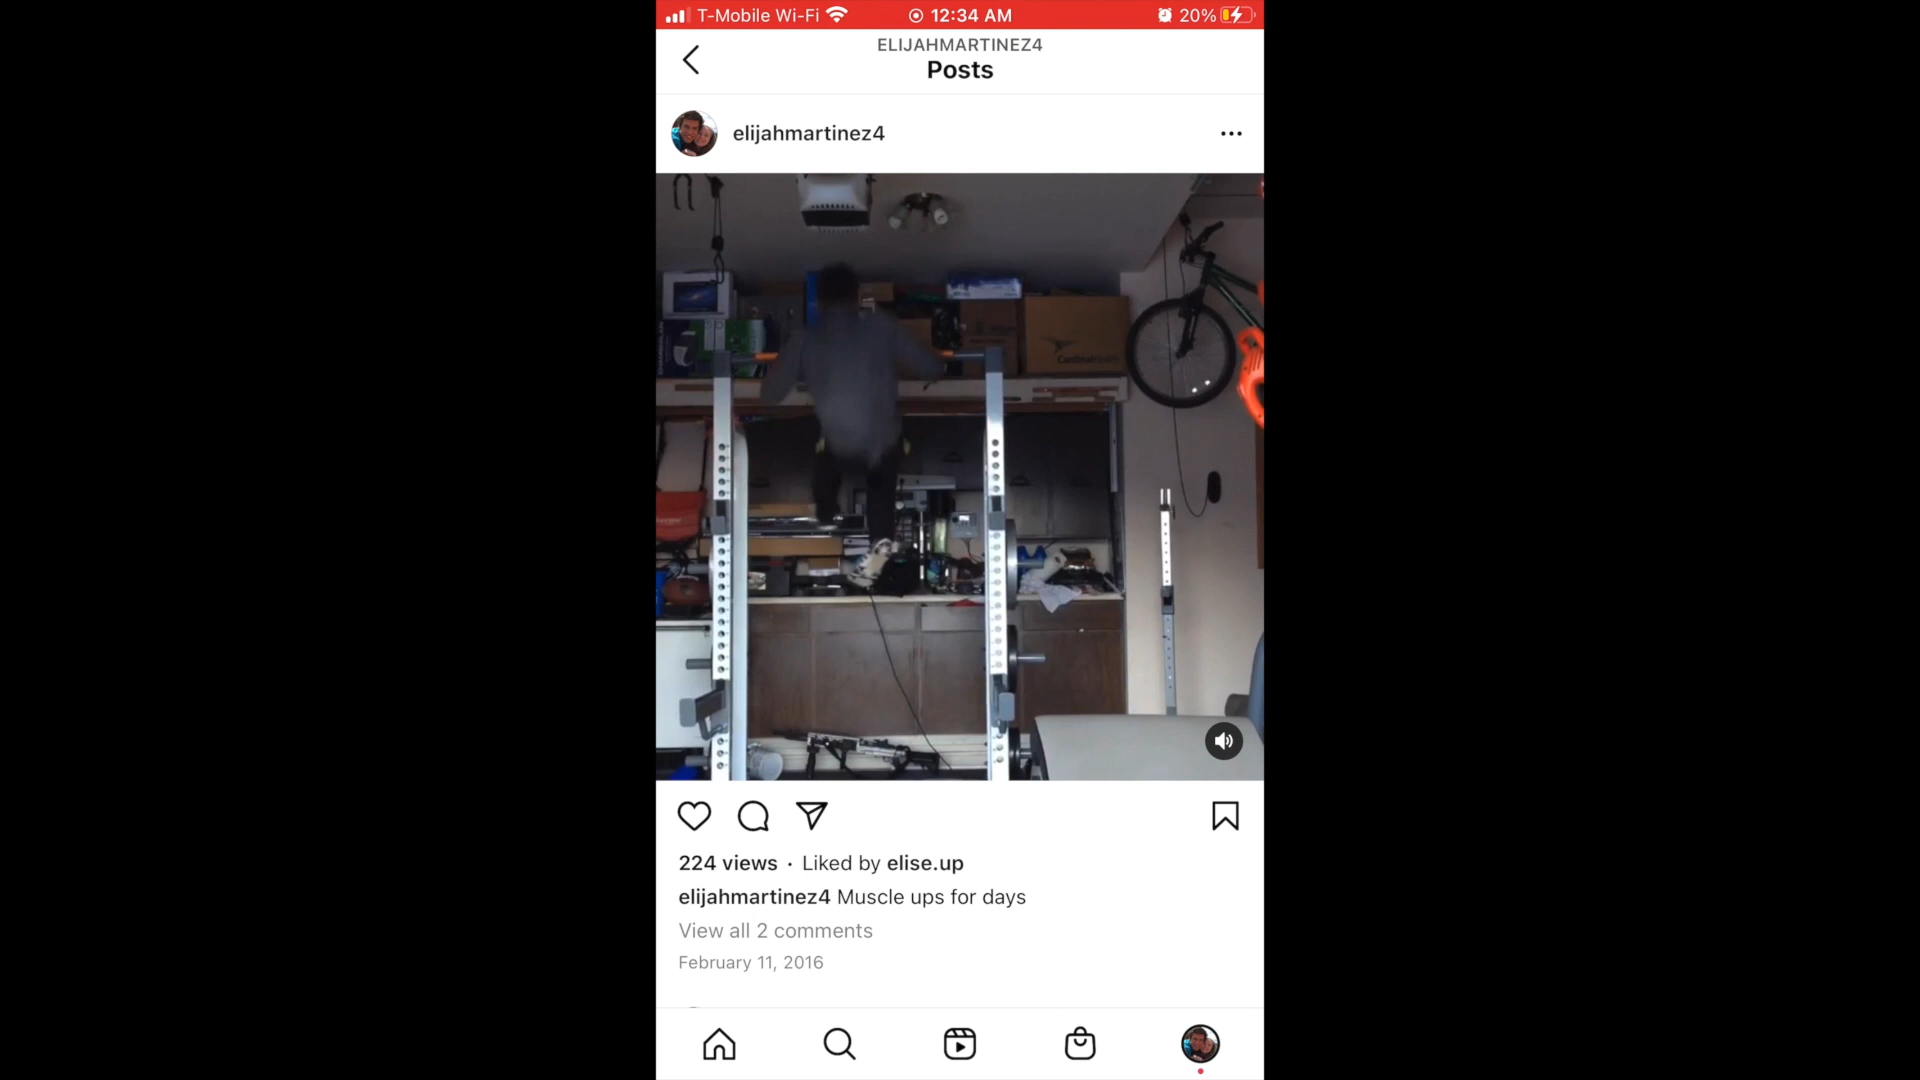 T-Mobile Wi-Fi 12:34 AM 20%
ELIJAHMARTINEZ4
Posts
elijahmartinez4
CardinalHealth
224 views · Liked by elise.up
elijahmartinez4 Muscle ups for days
View all 2 comments
February 11, 2016